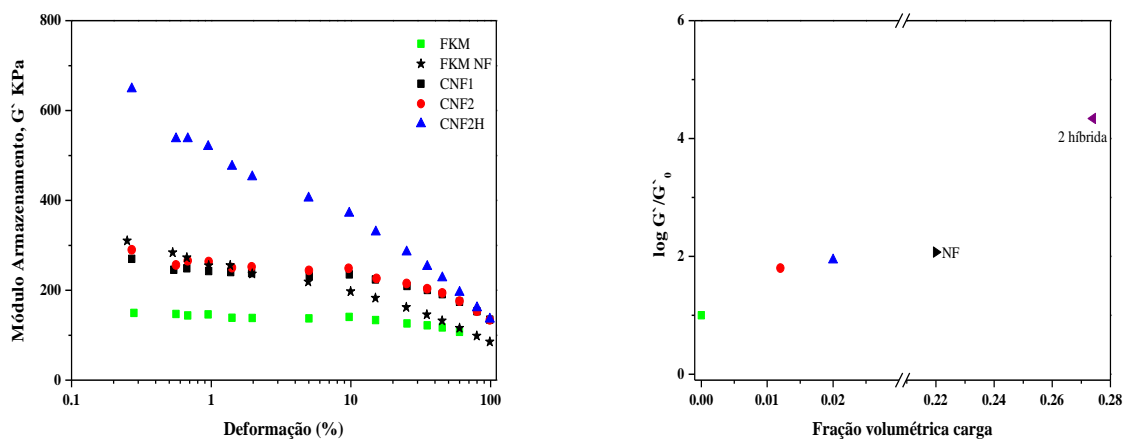 800
600
400
200
0
0.1
1
10
100
Módulo Armazenamento, G` KPa
Deformação (%)
FKM
FKM NF
CNF1
CNF2
CNF2H
6
4
2
0
0.00
0.01
0.02
0.22
0.24
0.26
0.28
log G`/G`0
Fração volumétrica carga
NF
2 híbrida